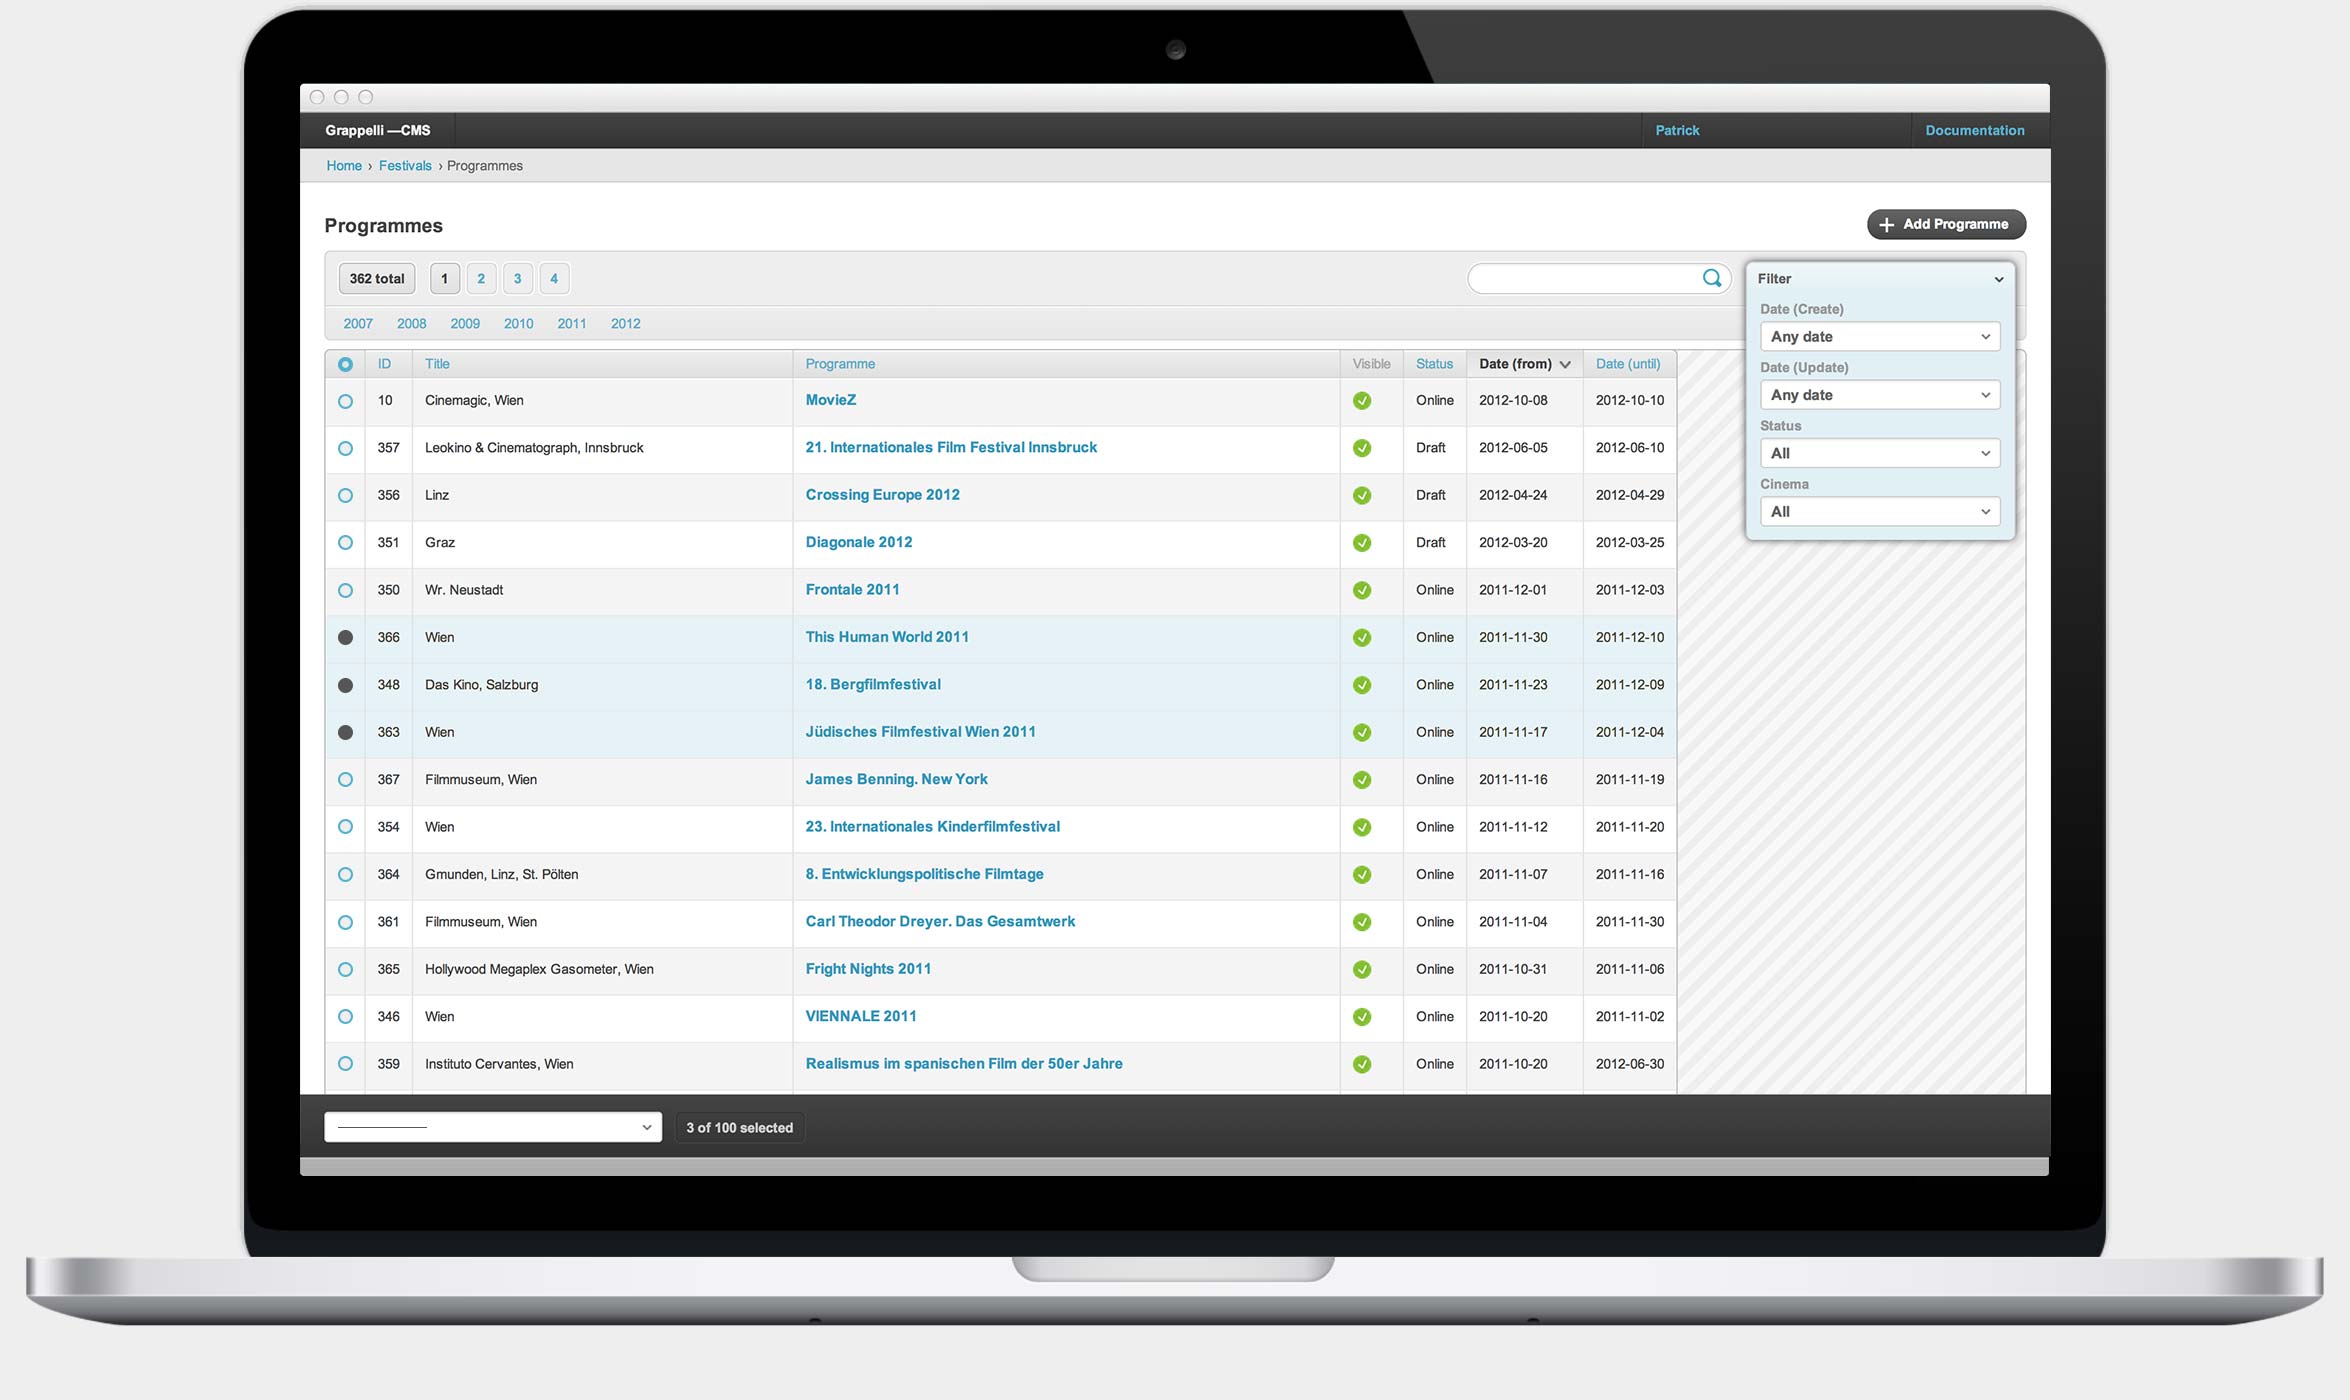 Grappelli —CMS Patrick Documentation
Home › Festivals › Programmes
Programmes + Add Programme
362 total 1 2 3 4 Filter
2007 2008 2009 2010 2011 2012
Date (Create)
Any date
Date (Update)
Any date
Status
All
Cinema
All
ID Title Programme Visible Status Date (from) Date (until)
10 Cinemagic, Wien MovieZ Online 2012-10-08 2012-10-10
357 Leokino & Cinematograph, Innsbruck 21. Internationales Film Festival Innsbruck Draft 2012-06-05 2012-06-10
356 Linz Crossing Europe 2012 Draft 2012-04-24 2012-04-29
351 Graz Diagonale 2012 Draft 2012-03-20 2012-03-25
350 Wr. Neustadt Frontale 2011 Online 2011-12-01 2011-12-03
366 Wien This Human World 2011 Online 2011-11-30 2011-12-10
348 Das Kino, Salzburg 18. Bergfilmfestival Online 2011-11-23 2011-12-09
363 Wien Jüdisches Filmfestival Wien 2011 Online 2011-11-17 2011-12-04
367 Filmmuseum, Wien James Benning. New York Online 2011-11-16 2011-11-19
354 Wien 23. Internationales Kinderfilmfestival Online 2011-11-12 2011-11-20
364 Gmunden, Linz, St. Pölten 8. Entwicklungspolitische Filmtage Online 2011-11-07 2011-11-16
361 Filmmuseum, Wien Carl Theodor Dreyer. Das Gesamtwerk Online 2011-11-04 2011-11-30
365 Hollywood Megaplex Gasometer, Wien Fright Nights 2011 Online 2011-10-31 2011-11-06
346 Wien VIENNALE 2011 Online 2011-10-20 2011-11-02
359 Instituto Cervantes, Wien Realismus im spanischen Film der 50er Jahre Online 2011-10-20 2012-06-30
3 of 100 selected